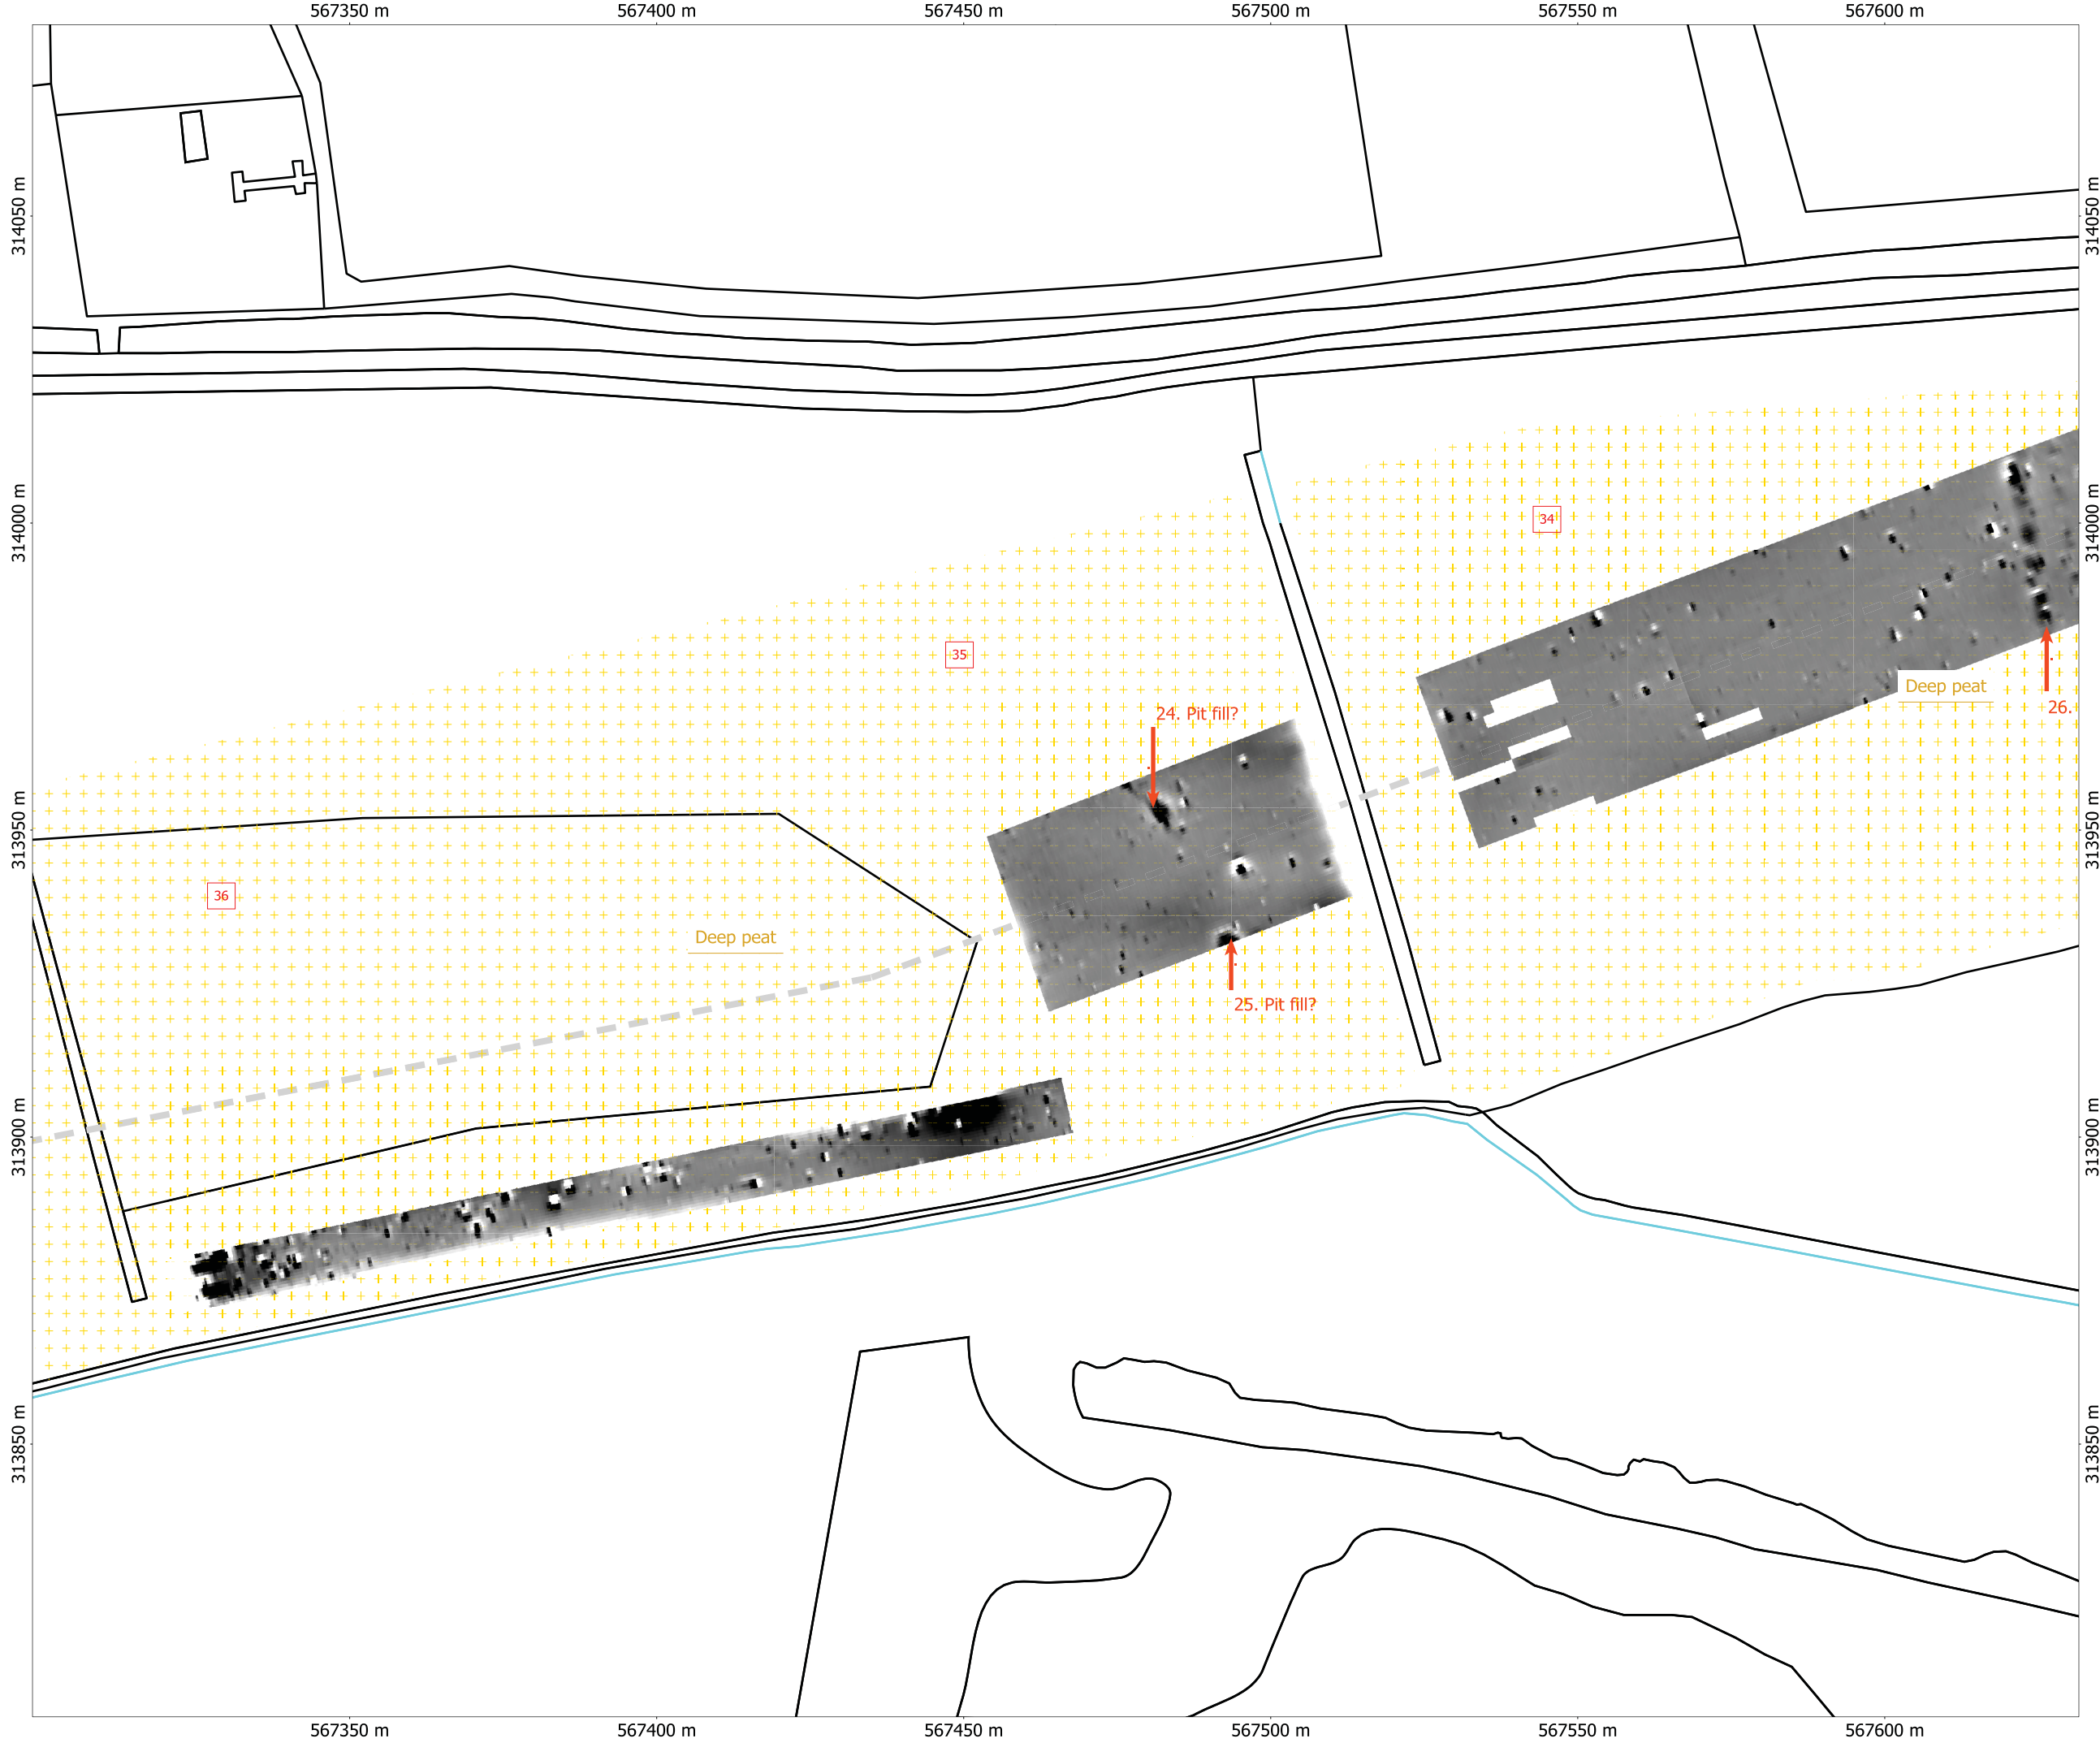 567350 m 567400 m 567450 m 567500 m 567550 m 567600 m
314050 m 314050 m
314000 m 314000 m
34
35
Deep peat
26.
24. Pit fill?
313950 m 313950 m
36
Deep peat
25. Pit fill?
313900 m 313900 m
313850 m 313850 m
567350 m 567400 m 567450 m 567500 m 567550 m 567600 m